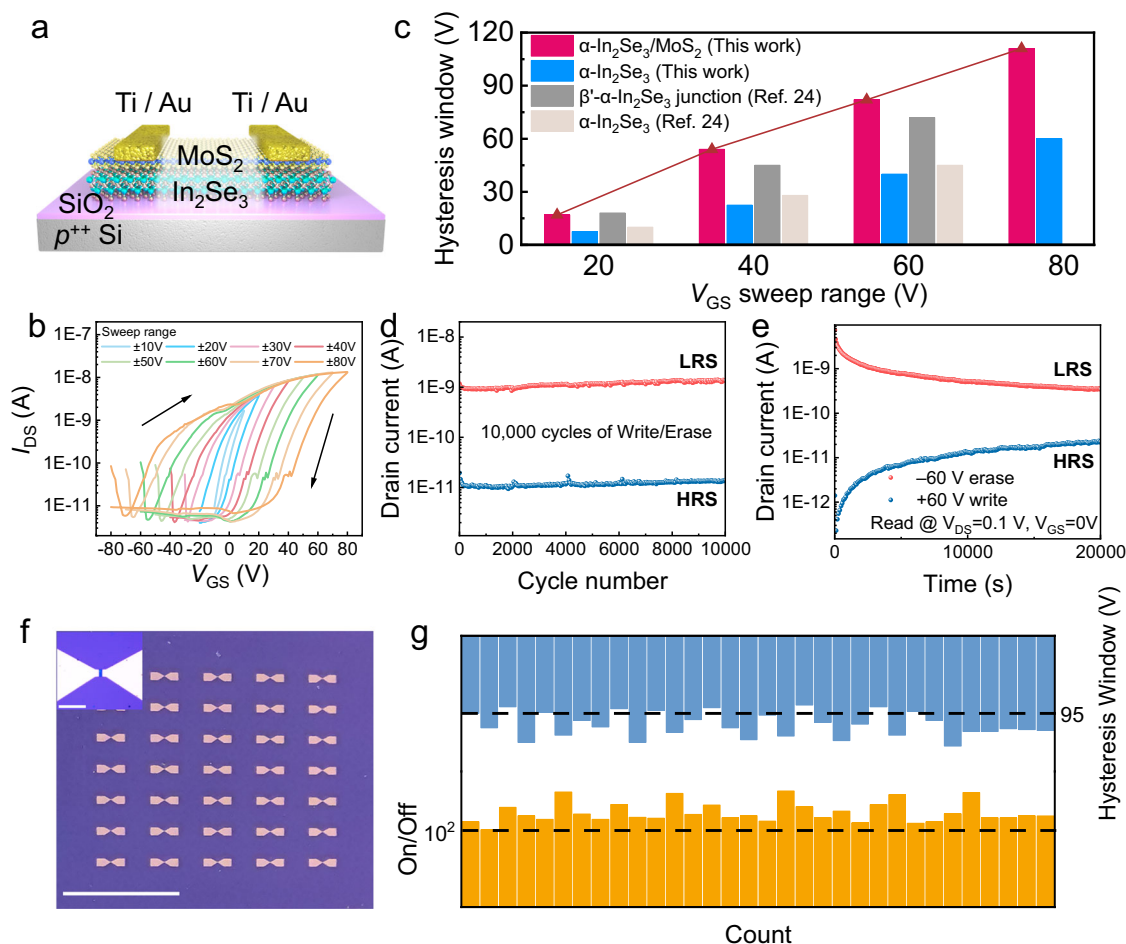 a
Ti / Au
Ti / Au
MoS2
In2Se3
SiO2
p++ Si
c
Hysteresis window (V)
120
90
60
30
0
α-In2Se3/MoS2 (This work)
α-In2Se3 (This work)
β'-α-In2Se3 junction (Ref. 24)
α-In2Se3 (Ref. 24)
20
40
60
80
VGS sweep range (V)
b
IDS (A)
1E-7
1E-8
1E-9
1E-10
1E-11
Sweep range
±10V
±20V
±30V
±40V
±50V
±60V
±70V
±80V
-80 -60 -40 -20 0 20 40 60 80
VGS (V)
d
Drain current (A)
1E-8
1E-9
1E-10
1E-11
LRS
10,000 cycles of Write/Erase
HRS
0 2000 4000 6000 8000 10000
Cycle number
e
Drain current (A)
1E-9
1E-10
1E-11
1E-12
LRS
HRS
–60 V erase
+60 V write
Read @ VDS=0.1 V, VGS=0V
0 10000 20000
Time (s)
f
g
95
Hysteresis Window (V)
On/Off
10²
Count